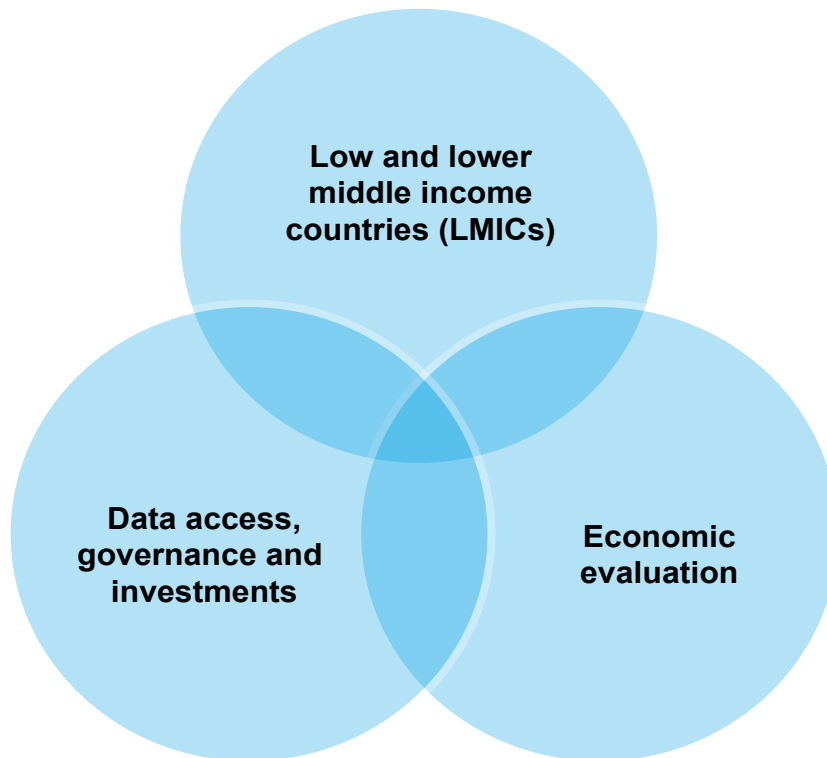 Low and lower
middle income
countries (LMICs)
Data access,
governance and
investments
Economic
evaluation